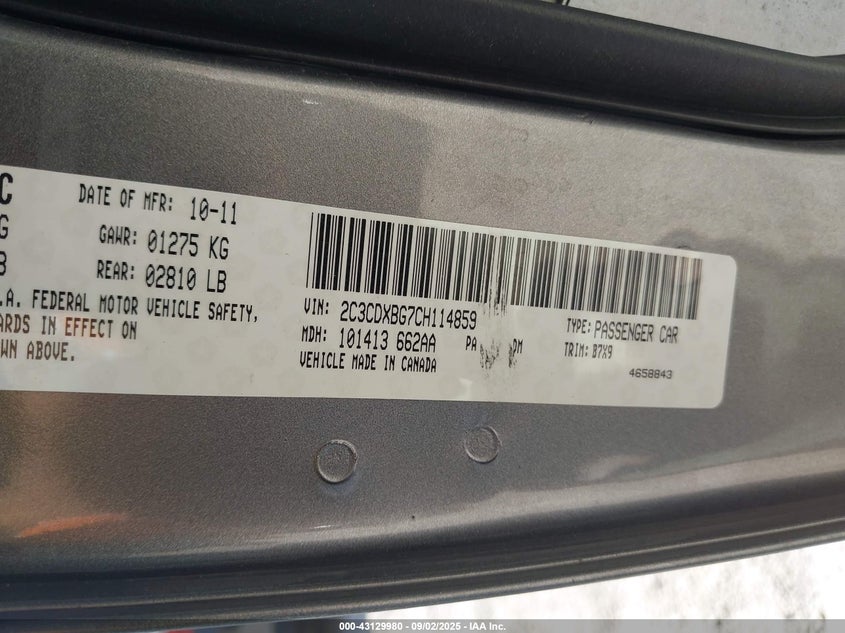 C
DATE OF MFR: 10-11
G
GAWR: 01275 KG
B
REAR: 02810 LB
.A. FEDERAL MOTOR VEHICLE SAFETY,
ARDS IN EFFECT ON
WN ABOVE.
VIN: 2C3CDXBG7CH114859
TYPE: PASSENGER CAR
MDH: 101413 662AA
TRIM: B7X9
VEHICLE MADE IN CANADA
4658843
000-43129980 - 09/02/2025 - IAA Inc.